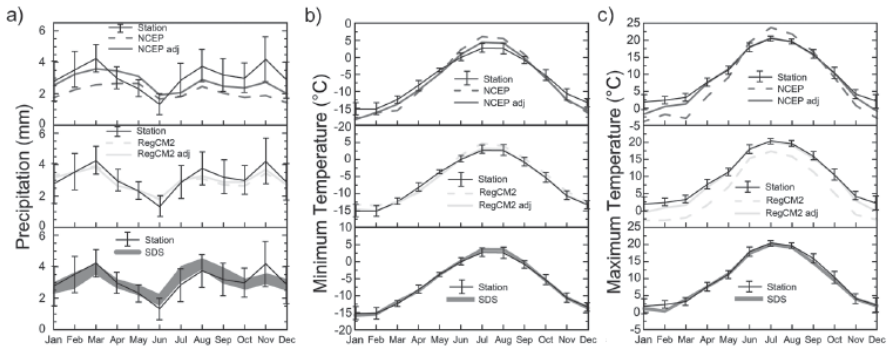 a)
b)
c)
Precipitation (mm)
6
4
2
0
Station
NCEP
NCEP adj
6
4
2
0
Station
RegCM2
RegCM2 adj
6
4
2
0
Station
SDS
Jan Feb Mar Apr May Jun Jul Aug Sep Oct Nov Dec
Minimum Temperature (°C)
15
10
5
0
-5
-10
-15
-20
Station
NCEP
NCEP adj
10
5
0
-5
-10
-15
Station
RegCM2
RegCM2 adj
10
5
0
-5
-10
-15
-20
Station
SDS
Jan Feb Mar Apr May Jun Jul Aug Sep Oct Nov Dec
Maximum Temperature (°C)
25
20
15
10
5
0
-5
Station
NCEP
NCEP adj
25
20
15
10
5
0
-5
Station
RegCM2
RegCM2 adj
25
20
15
10
5
0
-5
Station
SDS
Jan Feb Mar Apr May Jun Jul Aug Sep Oct Nov Dec